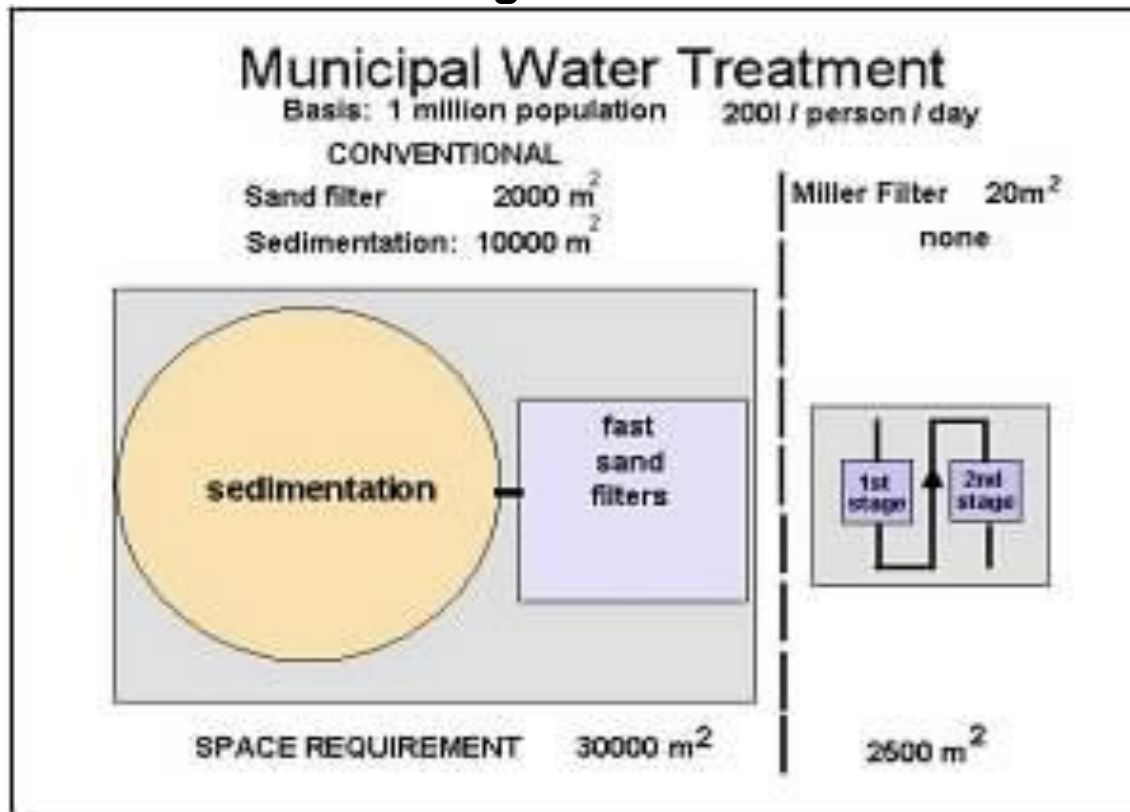 Municipal Water Treatment
Basis: 1 million population 200l / person / day
CONVENTIONAL
Sand filter 2000 m²
Sedimentation: 10000 m²
Miller Filter 20m²
none
sedimentation
fast
sand
filters
1st
stage
2nd
stage
SPACE REQUIREMENT 30000 m²
2500 m²